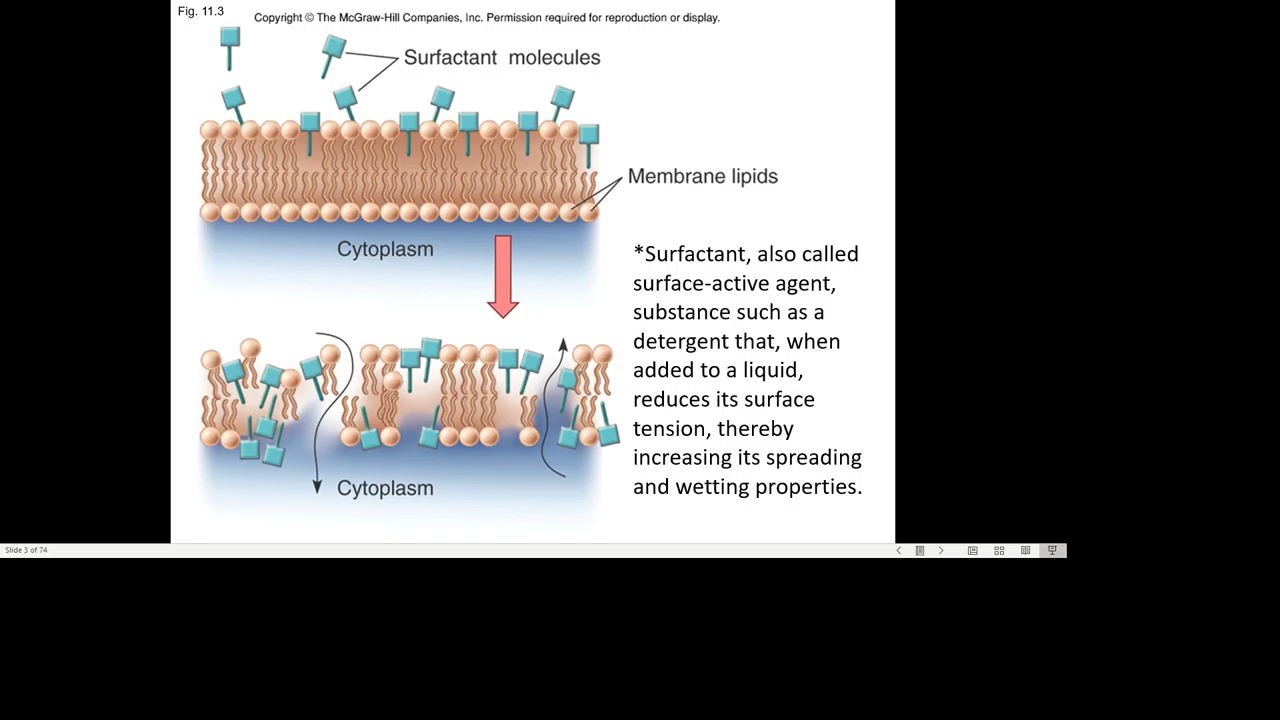 Fig. 11.3
Copyright © The McGraw-Hill Companies, Inc. Permission required for reproduction or display.
Surfactant molecules
Membrane lipids
Cytoplasm
*Surfactant, also called
surface-active agent,
substance such as a
detergent that, when
added to a liquid,
reduces its surface
tension, thereby
increasing its spreading
and wetting properties.
Cytoplasm
Slide 3 of 74